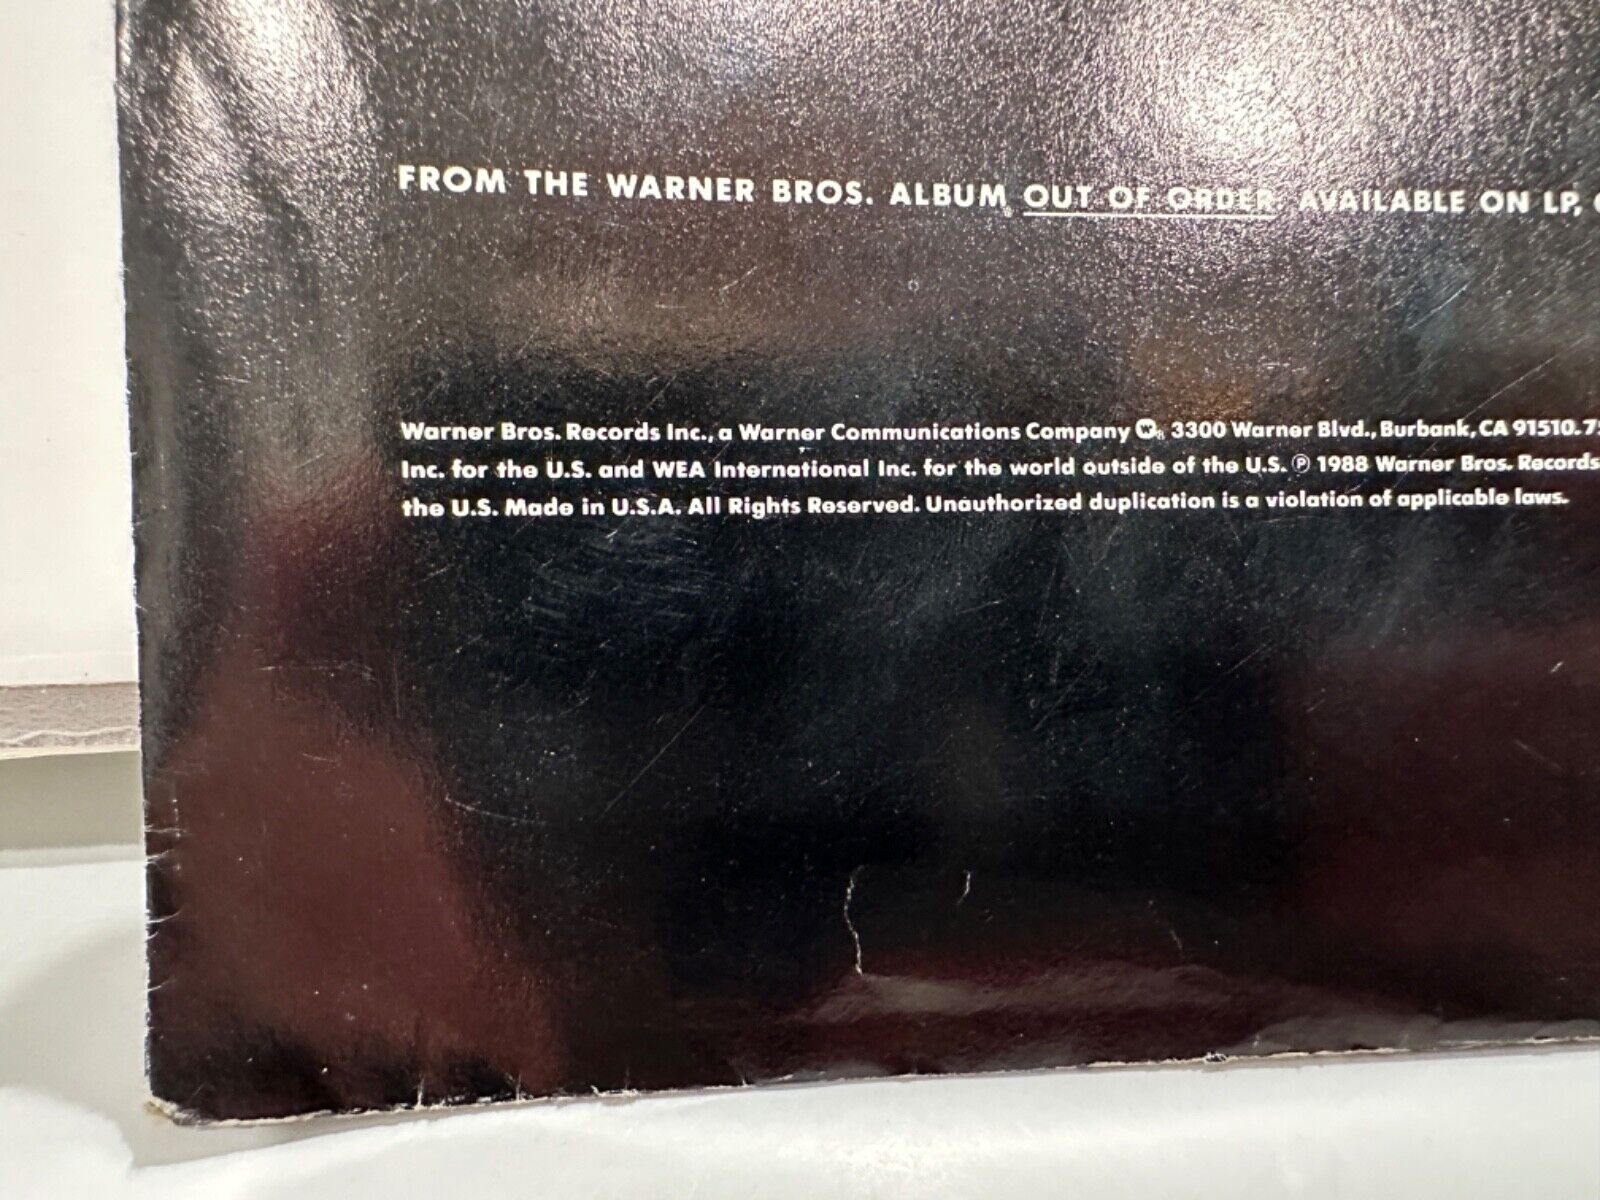 FROM THE WARNER BROS. ALBUM OUT OF ORDER. AVAILABLE ON LP,
Warner Bros. Records Inc., a Warner Communications Company ® 3300 Warner Blvd., Burbank, CA 91510.
Inc. for the U.S. and WEA International Inc. for the world outside of the U.S. ℗ 1988 Warner Bros. Records
the U.S. Made in U.S.A. All Rights Reserved. Unauthorized duplication is a violation of applicable laws.